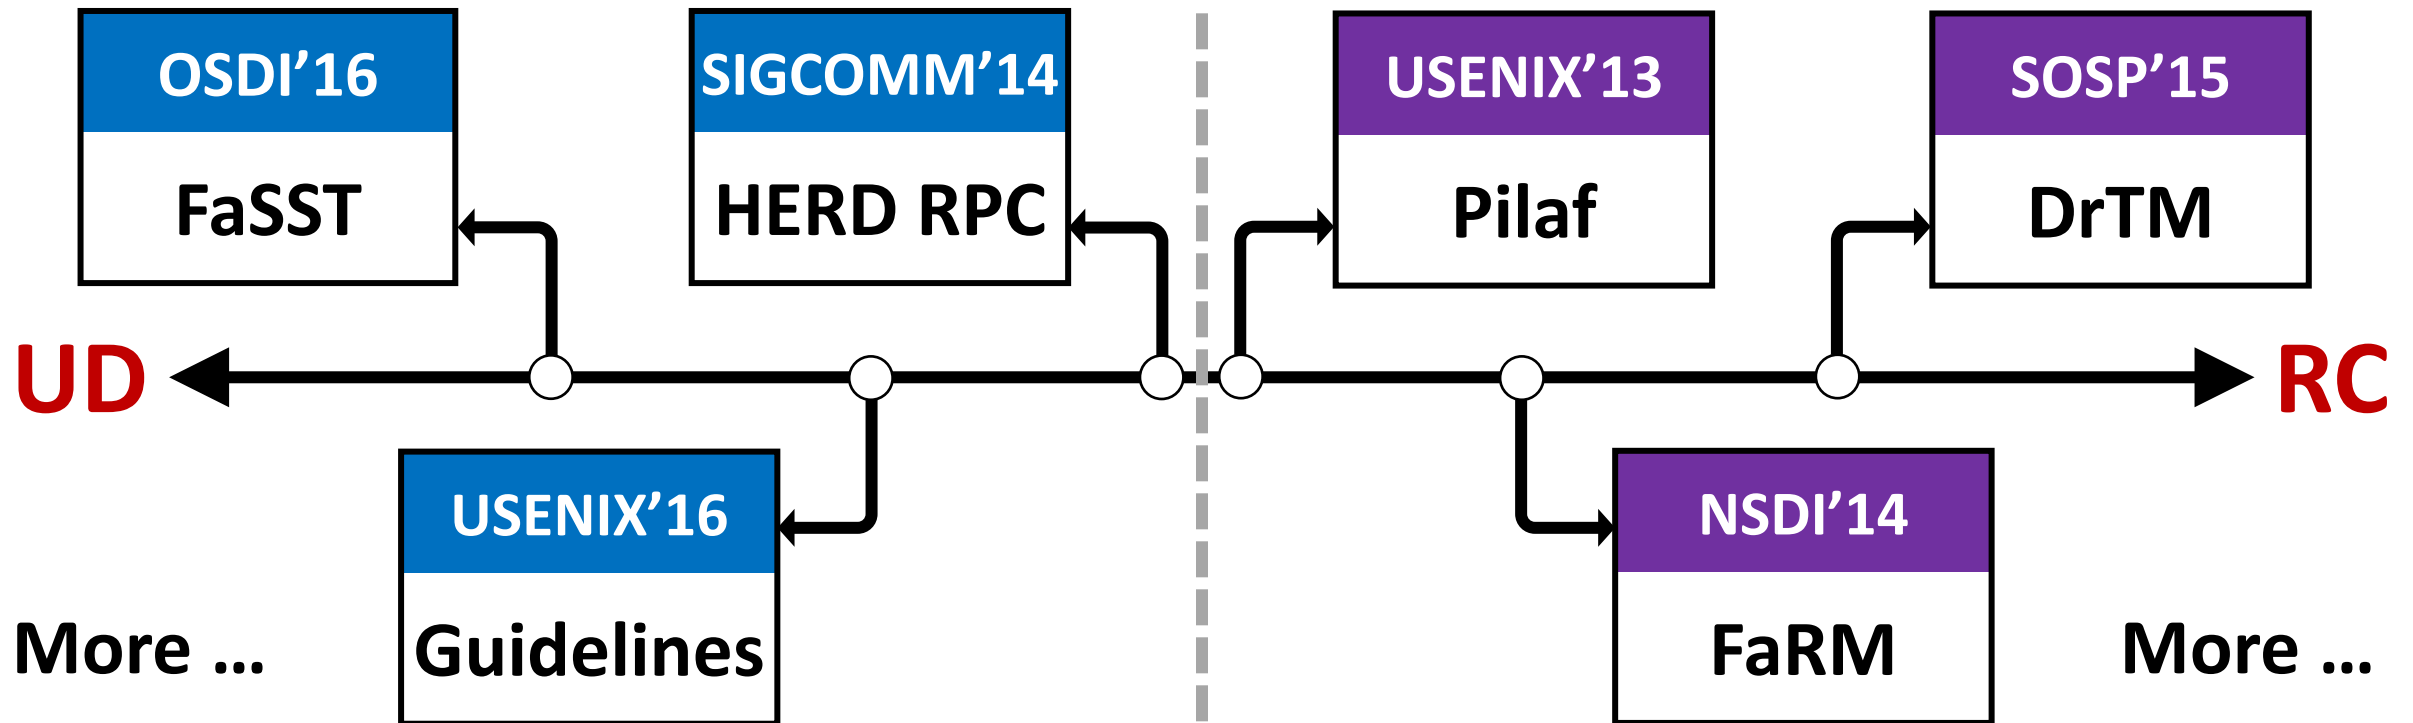 OSDI’16
FaSST
SIGCOMM’14
HERD RPC
USENIX’13
Pilaf
SOSP’15
DrTM
UD
RC
USENIX’16
Guidelines
NSDI’14
FaRM
More ...
More ...